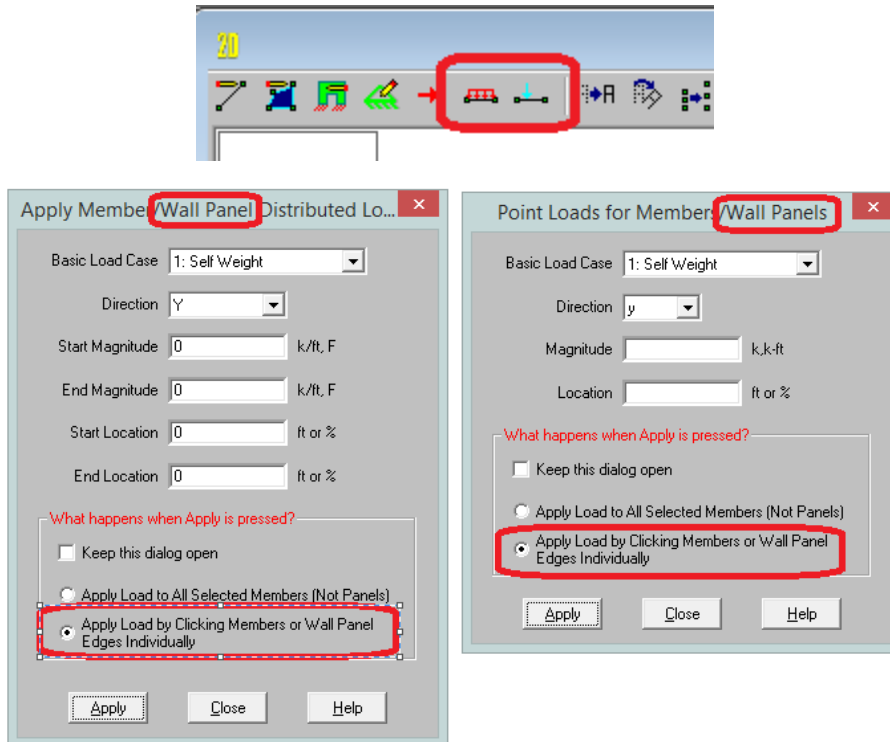 2D
Apply Member/Wall Panel Distributed Lo...
Basic Load Case 1: Self Weight
Direction Y
Start Magnitude 0 k/ft, F
End Magnitude 0 k/ft, F
Start Location 0 ft or %
End Location 0 ft or %
What happens when Apply is pressed?
Keep this dialog open
Apply Load to All Selected Members (Not Panels)
Apply Load by Clicking Members or Wall Panel
Edges Individually
Apply Close Help
Point Loads for Members/Wall Panels
Basic Load Case 1: Self Weight
Direction y
Magnitude k,k-ft
Location ft or %
What happens when Apply is pressed?
Keep this dialog open
Apply Load to All Selected Members (Not Panels)
Apply Load by Clicking Members or Wall Panel
Edges Individually
Apply Close Help